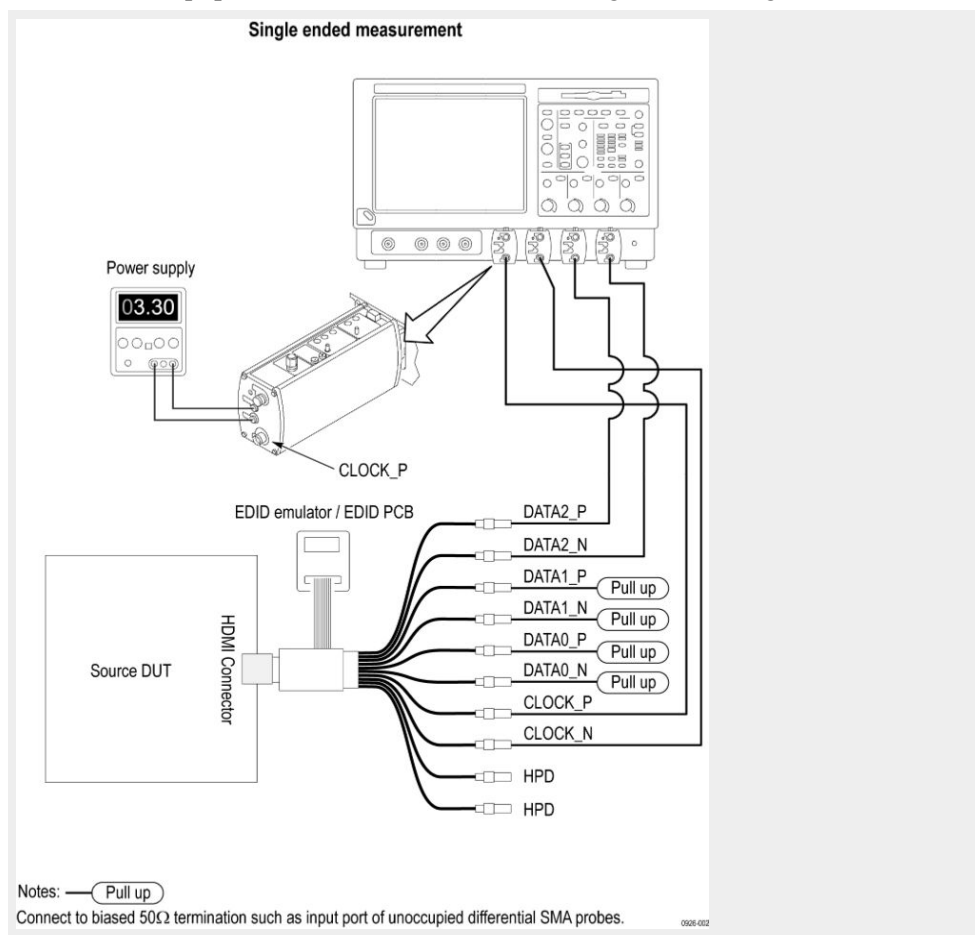 Single ended measurement
Power supply
03.30
CLOCK_P
EDID emulator / EDID PCB
DATA2_P
DATA2_N
DATA1_P
Pull up
DATA1_N
Pull up
DATA0_P
Pull up
DATA0_N
Pull up
CLOCK_P
CLOCK_N
HPD
HPD
Source DUT
HDMI Connector
Notes: Pull up
Connect to biased 50Ω termination such as input port of unoccupied differential SMA probes.
0926-002